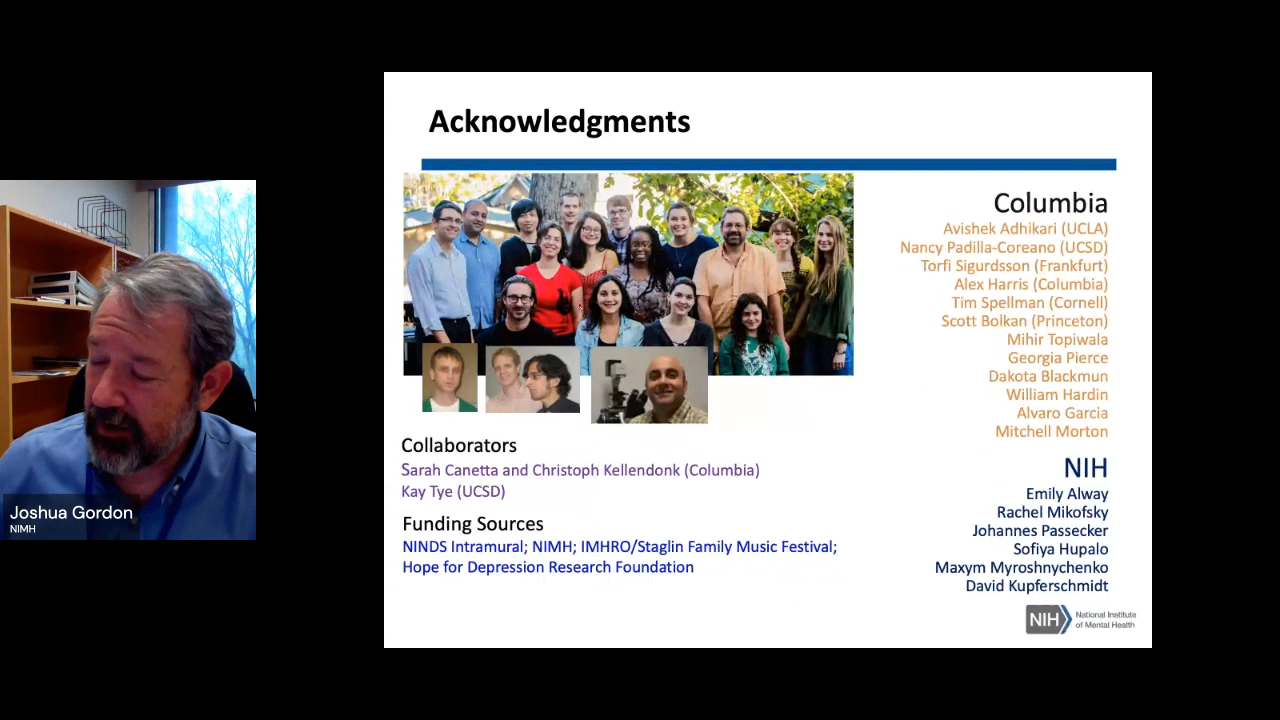 Acknowledgments
Columbia
Avishek Adhikari (UCLA)
Nancy Padilla-Coreano (UCSD)
Torfi Sigurdsson (Frankfurt)
Alex Harris (Columbia)
Tim Spellman (Cornell)
Scott Bolkan (Princeton)
Mihir Topiwala
Georgia Pierce
Dakota Blackmun
William Hardin
Alvaro Garcia
Mitchell Morton
NIH
Emily Alway
Rachel Mikofsky
Johannes Passecker
Sofiya Hupalo
Maxym Myroshnychenko
David Kupferschmidt
Collaborators
Sarah Canetta and Christoph Kellendonk (Columbia)
Kay Tye (UCSD)
Funding Sources
NINDS Intramural; NIMH; IMHRO/Staglin Family Music Festival;
Hope for Depression Research Foundation
NIH
National Institute
of Mental Health
Joshua Gordon
NIMH